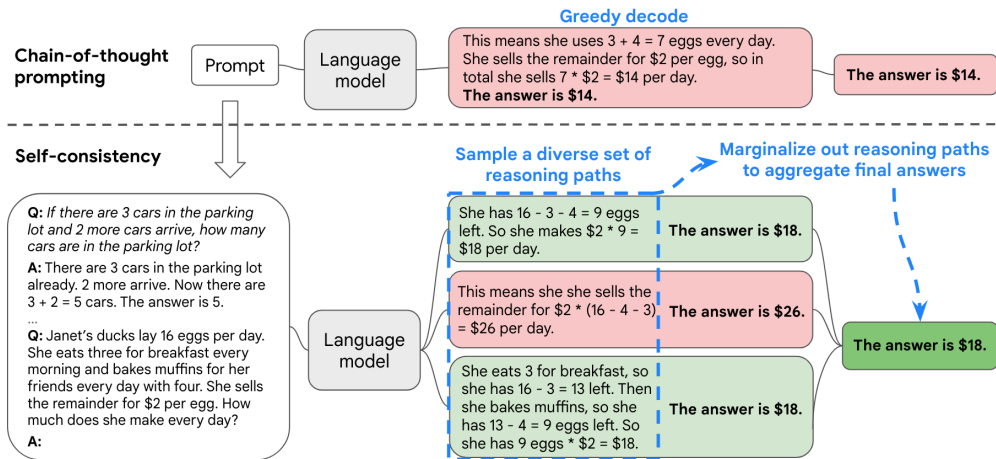 Greedy decode
Chain-of-thought
prompting
Prompt
Language
model
This means she uses 3 + 4 = 7 eggs every day.
She sells the remainder for $2 per egg, so in
total she sells 7 * $2 = $14 per day.
The answer is $14.
The answer is $14.
Self-consistency
Sample a diverse set of
reasoning paths
Marginalize out reasoning paths
to aggregate final answers
Q: If there are 3 cars in the parking
lot and 2 more cars arrive, how many
cars are in the parking lot?
A: There are 3 cars in the parking lot
already. 2 more arrive. Now there are
3 + 2 = 5 cars. The answer is 5.
...
Q: Janet's ducks lay 16 eggs per day.
She eats three for breakfast every
morning and bakes muffins for her
friends every day with four. She sells
the remainder for $2 per egg. How
much does she make every day?
A:
Language
model
She has 16 - 3 - 4 = 9 eggs
left. So she makes $2 * 9 =
$18 per day.
The answer is $18.
This means she she sells the
remainder for $2 * (16 - 4 - 3)
= $26 per day.
The answer is $26.
She eats 3 for breakfast, so
she has 16 - 3 = 13 left. Then
she bakes muffins, so she
has 13 - 4 = 9 eggs left. So
she has 9 eggs * $2 = $18.
The answer is $18.
The answer is $18.